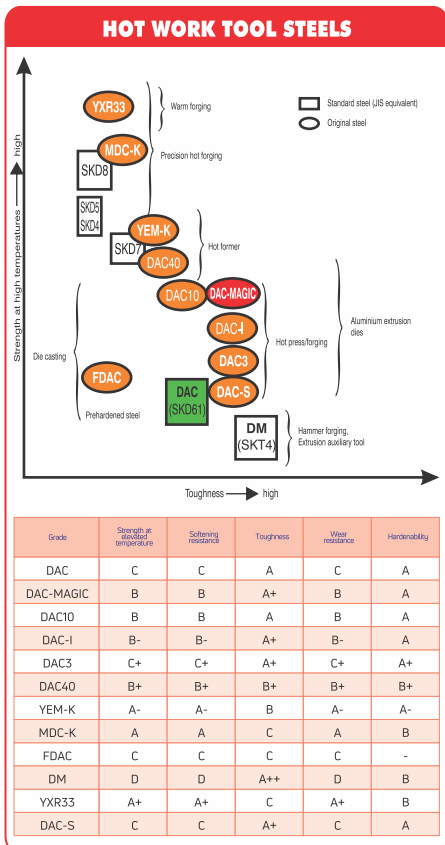 HOT WORK TOOL STEELS
Strength at high temperatures
high
YXR33
Warm forging
Standard steel (JIS equivalent)
Original steel
MDC-K
SKD8
Precision hot forging
SKD5
SKD4
YEM-K
SKD7
DAC40
Hot former
DAC10
DAC-MAGIC
DAC-I
DAC3
DAC-S
Hot press/forging
Aluminium extrusion
dies
Die casting
FDAC
Prehardened steel
DAC
(SKD61)
DM
(SKT4)
Hammer forging,
Extrusion auxiliary tool
Toughness
high
Grade Strength at elevated temperature Softening resistance Toughness Wear resistance Hardenability
DAC C C A C A
DAC-MAGIC B B A+ B A
DAC10 B B A B A
DAC-I B- B- A+ B- A
DAC3 C+ C+ A+ C+ A+
DAC40 B+ B+ B+ B+ B+
YEM-K A- A- B A- A-
MDC-K A A C A B
FDAC C C C C -
DM D D A++ D B
YXR33 A+ A+ C A+ B
DAC-S C C A+ C A